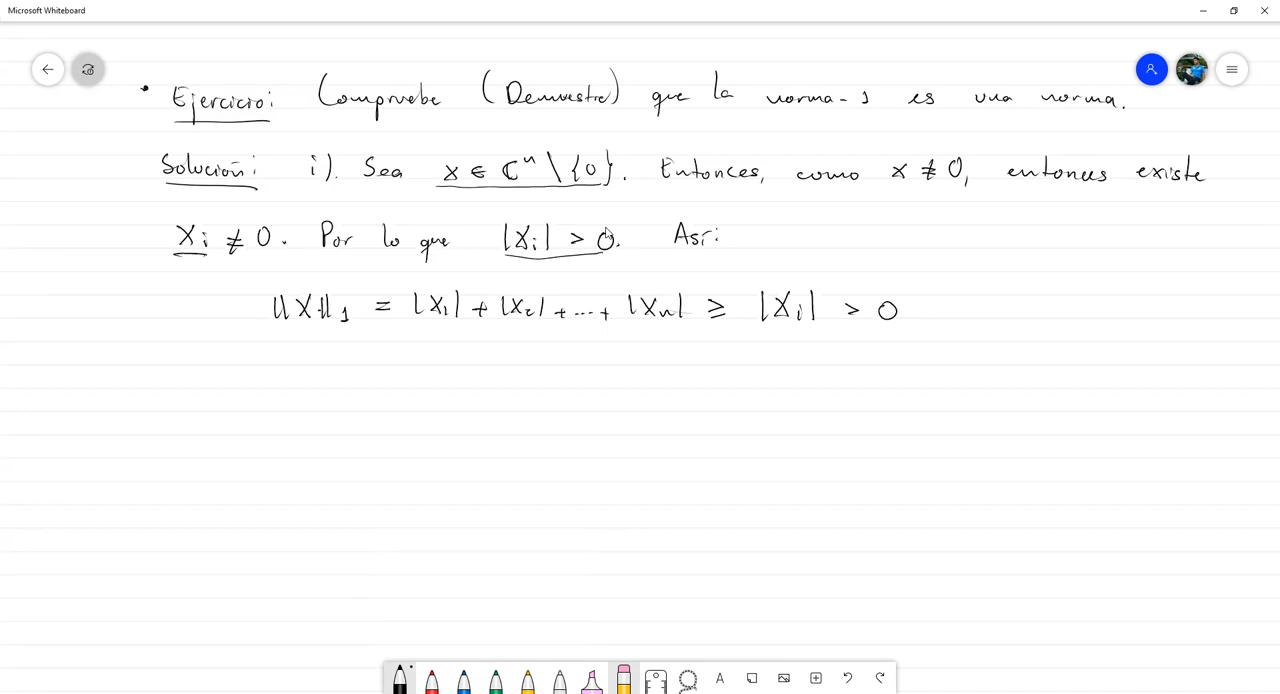 Microsoft Whiteboard
• Ejercicio: Compruebe (Demuestre) que la norma-1 es una norma.
Solución: i). Sea x ∈ ℂⁿ \ {0}. Entonces, como x ≠ 0, entonces existe
Xᵢ ≠ 0. Por lo que |Xᵢ| > 0. Así:
||X||₁ = |X₁| + |X₂| + ... + |Xₙ| ≥ |Xᵢ| > 0
A